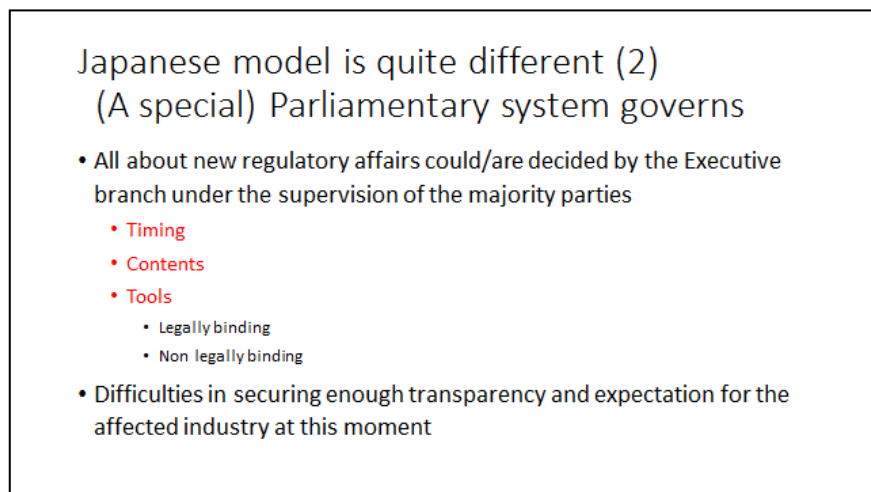 Japanese model is quite different (2)
(A special) Parliamentary system governs
• All about new regulatory affairs could/are decided by the Executive
branch under the supervision of the majority parties
• Timing
• Contents
• Tools
• Legally binding
• Non legally binding
• Difficulties in securing enough transparency and expectation for the
affected industry at this moment